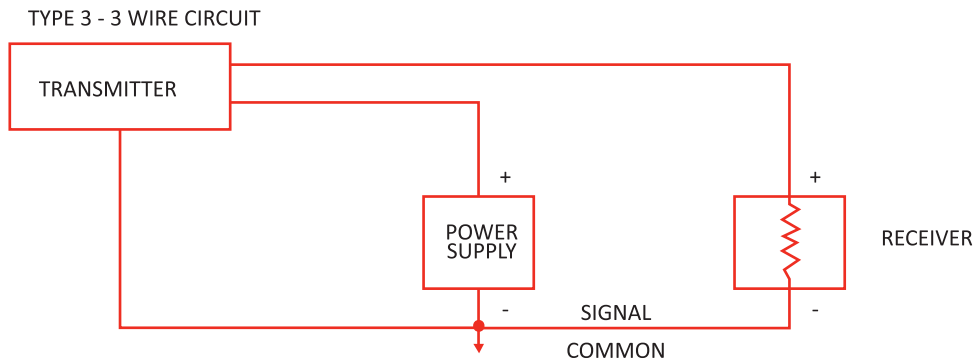 TYPE 3 - 3 WIRE CIRCUIT
TRANSMITTER
+
+
POWER
SUPPLY
RECEIVER
-
SIGNAL
-
COMMON